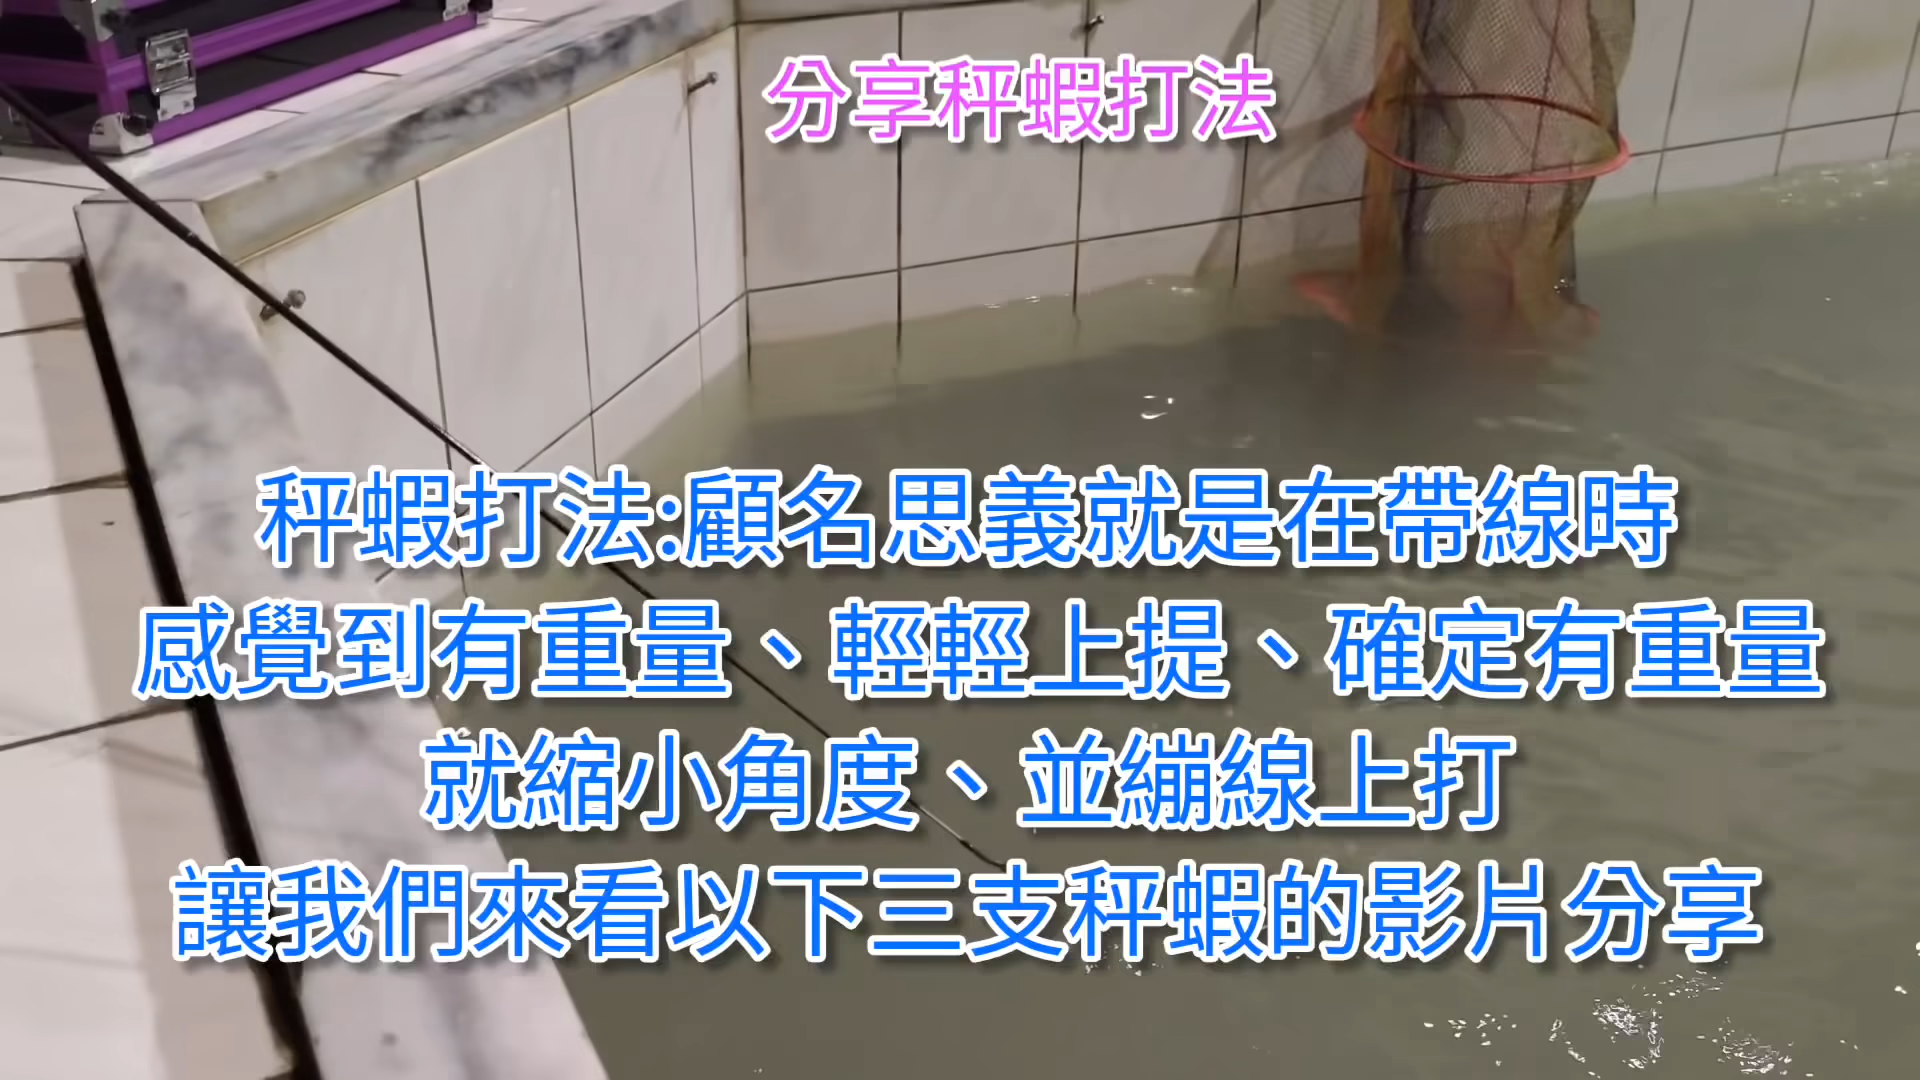 分享秤蝦打法
秤蝦打法:顧名思義就是在帶線時
感覺到有重量、輕輕上提、確定有重量
就縮小角度、並繃線上打
讓我們來看以下三支秤蝦的影片分享